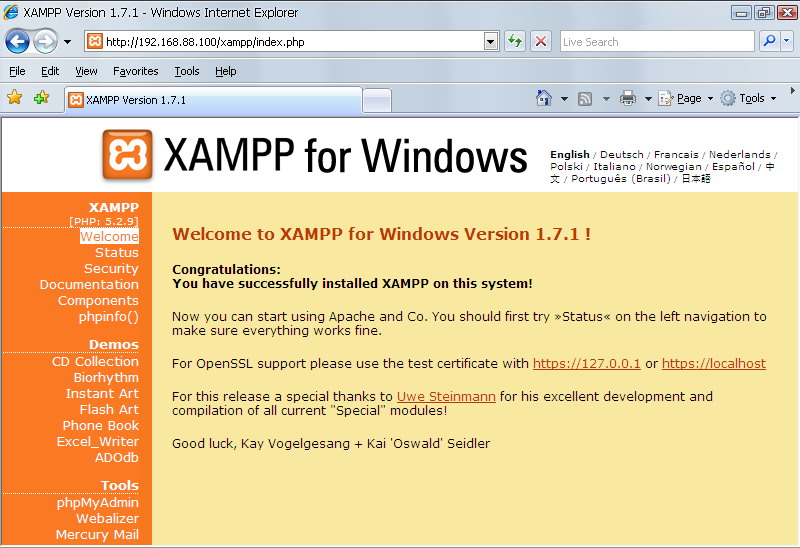 XAMPP Version 1.7.1 - Windows Internet Explorer
http://192.168.88.100/xampp/index.php
Live Search
File Edit View Favorites Tools Help
XAMPP Version 1.7.1
Page Tools
XAMPP for Windows
English / Deutsch / Francais / Nederlands /
Polski / Italiano / Norwegian / Español / 中
文 / Português (Brasil) / 日本語
XAMPP
[PHP: 5.2.9]
Welcome
Status
Security
Documentation
Components
phpinfo()
Demos
CD Collection
Biorhythm
Instant Art
Flash Art
Phone Book
Excel_Writer
ADOdb
Tools
phpMyAdmin
Webalizer
Mercury Mail
Welcome to XAMPP for Windows Version 1.7.1 !
Congratulations:
You have successfully installed XAMPP on this system!
Now you can start using Apache and Co. You should first try »Status« on the left navigation to
make sure everything works fine.
For OpenSSL support please use the test certificate with https://127.0.0.1 or https://localhost
For this release a special thanks to Uwe Steinmann for his excellent development and
compilation of all current "Special" modules!
Good luck, Kay Vogelgesang + Kai 'Oswald' Seidler